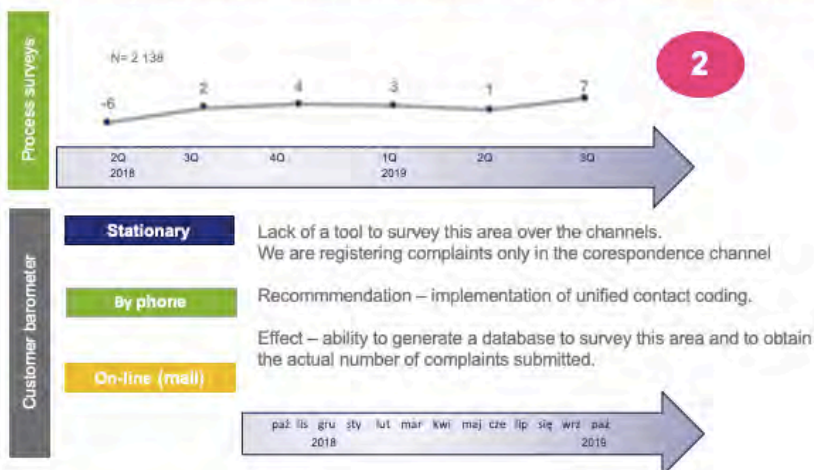 Process surveys
N= 2 138
2
-6
2
4
3
1
7
2Q
3Q
4Q
1Q
2Q
3Q
2018
2019
Customer barometer
Stationary
Lack of a tool to survey this area over the channels.
We are registering complaints only in the corespondence channel
By phone
Recommmendation – implementation of unified contact coding.
Effect – ability to generate a database to survey this area and to obtain
the actual number of complaints submitted.
On-line (mail)
paź lis gru sty lut mar kwi maj cze lip się wrz paź
2018
2019